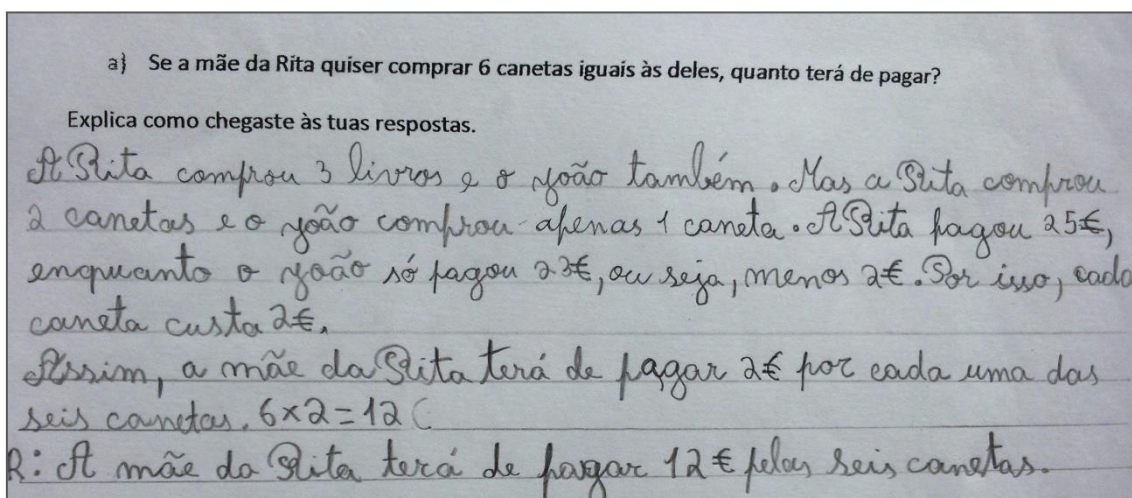 a) Se a mãe da Rita quiser comprar 6 canetas iguais às deles, quanto terá de pagar?
Explica como chegaste às tuas respostas.
A Rita comprou 3 livros e o João também. Mas a Rita comprou
2 canetas e o João comprou apenas 1 caneta. A Rita pagou 25€,
enquanto o João só pagou 23€, ou seja, menos 2€. Por isso, cada
caneta custa 2€.
Assim, a mãe da Rita terá de pagar 2€ por cada uma das
seis canetas. 6×2=12 (
R: A mãe da Rita terá de pagar 12€ pelas seis canetas.